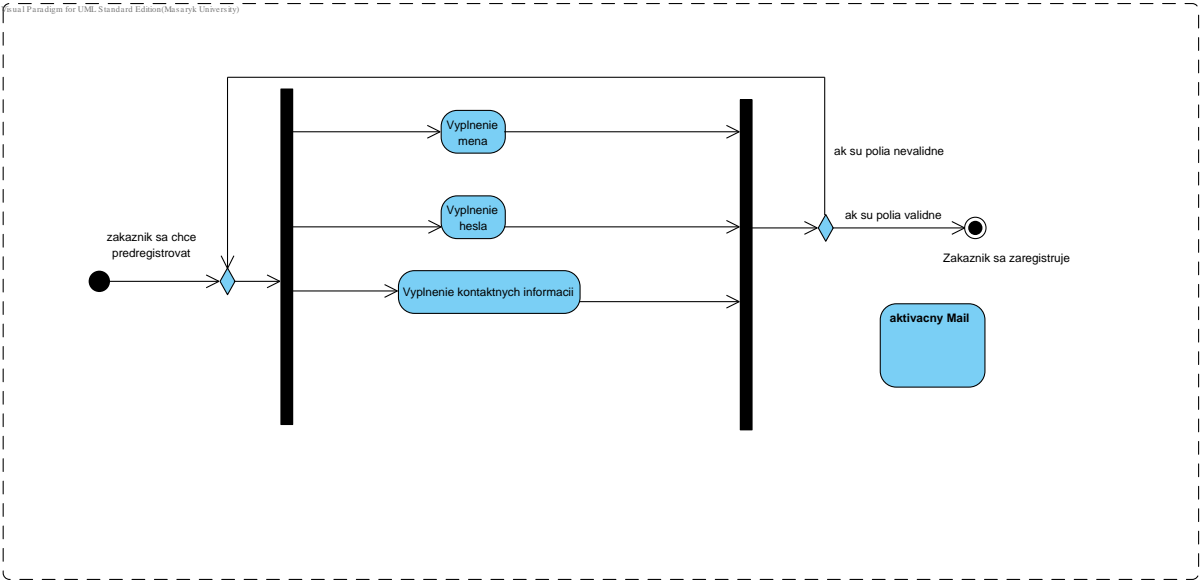 Visual Paradigm for UML Standard Edition(Masaryk University)
Vyplnenie
mena
ak su polia nevalidne
Vyplnenie
hesla
ak su polia validne
zakaznik sa chce
predregistrovat
Zakaznik sa zaregistruje
Vyplnenie kontaktnych informacii
aktivacny Mail